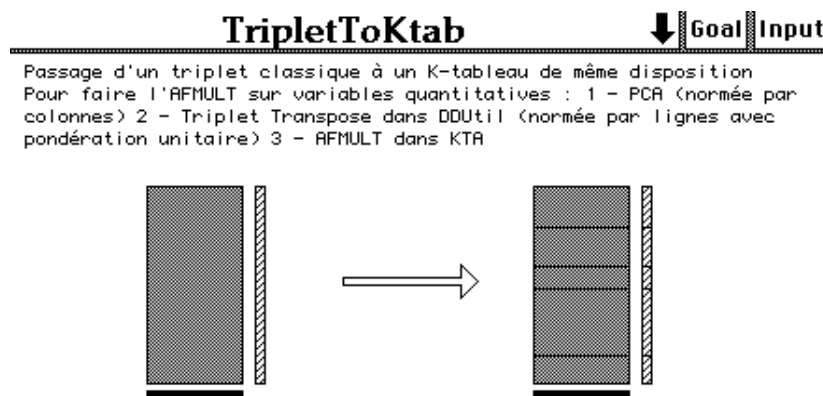 TripletToKtab
Goal
Input
Passage d'un triplet classique à un K-tableau de même disposition
Pour faire l'AFMULT sur variables quantitatives : 1 - PCA (normée par
colonnes) 2 - Triplet Transpose dans DDUtil (normée par lignes avec
pondération unitaire) 3 - AFMULT dans KTA